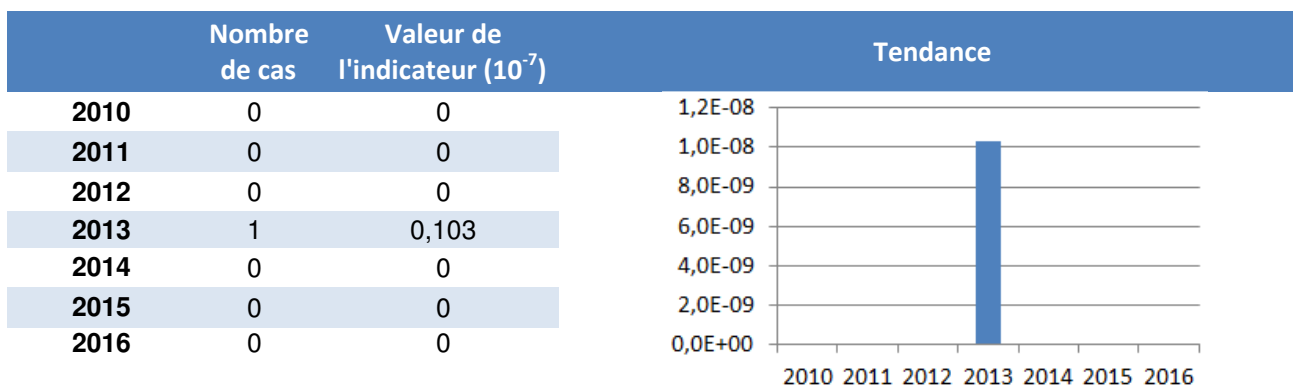 Nombre de cas
Valeur de l'indicateur (10⁻⁷)
Tendance
2010 0 0
2011 0 0
2012 0 0
2013 1 0,103
2014 0 0
2015 0 0
2016 0 0
1,2E-08
1,0E-08
8,0E-09
6,0E-09
4,0E-09
2,0E-09
0,0E+00
2010 2011 2012 2013 2014 2015 2016